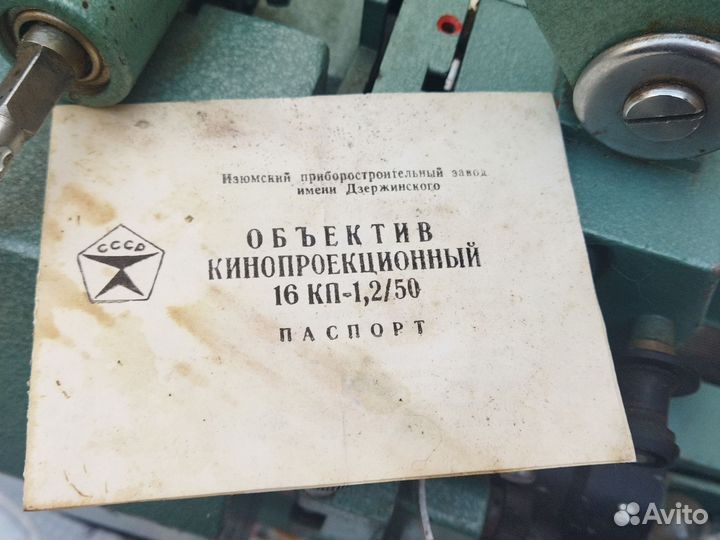 Изюмский приборостроительный завод
имени Дзержинского
СССР
ОБЪЕКТИВ
КИНОПРОЕКЦИОННЫЙ
16 КП-1,2/50
ПАСПОРТ
Avito